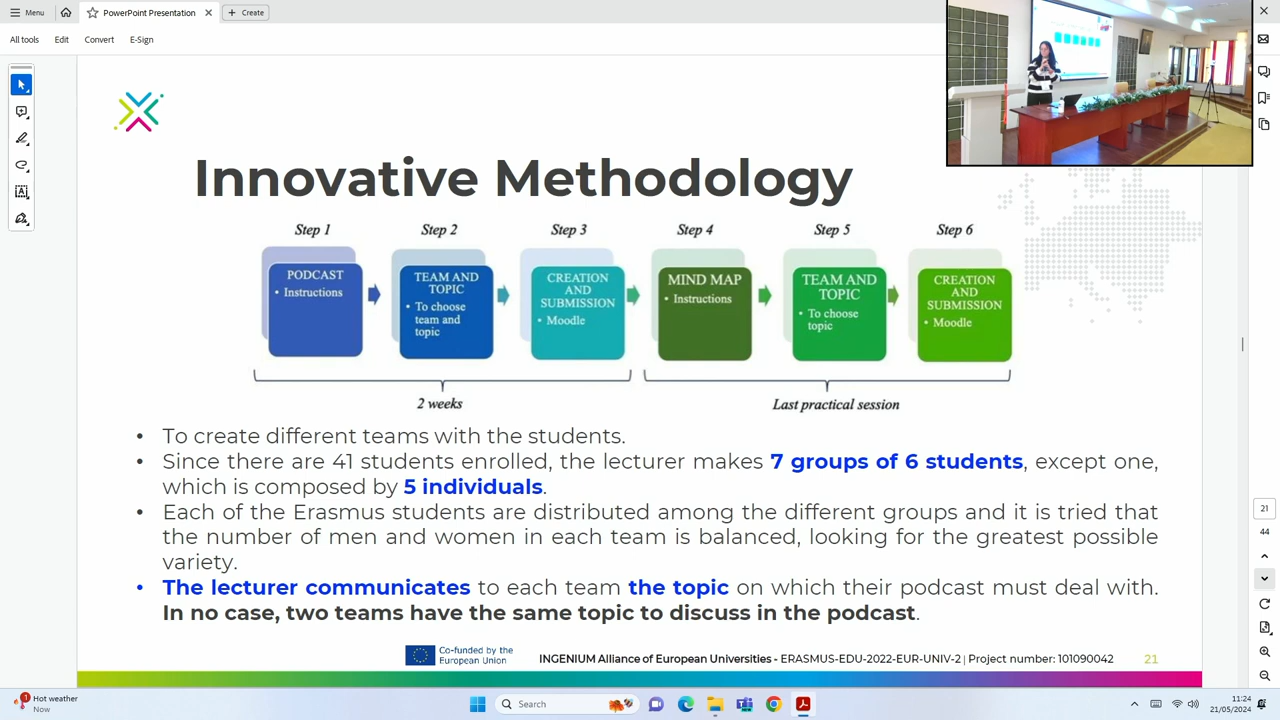 Menu
PowerPoint Presentation
Create
All tools
Edit
Convert
E-Sign
Innovative Methodology
Step 1
Step 2
Step 3
Step 4
Step 5
Step 6
PODCAST
• Instructions
TEAM AND
TOPIC
• To choose
team and
topic
CREATION
AND
SUBMISSION
• Moodle
MIND MAP
• Instructions
TEAM AND
TOPIC
• To choose
topic
CREATION
AND
SUBMISSION
• Moodle
2 weeks
Last practical session
• To create different teams with the students.
• Since there are 41 students enrolled, the lecturer makes 7 groups of 6 students, except one,
which is composed by 5 individuals.
• Each of the Erasmus students are distributed among the different groups and it is tried that
the number of men and women in each team is balanced, looking for the greatest possible
variety.
• The lecturer communicates to each team the topic on which their podcast must deal with.
In no case, two teams have the same topic to discuss in the podcast.
Co-funded by the
European Union
INGENIUM Alliance of European Universities - ERASMUS-EDU-2022-EUR-UNIV-2 | Project number: 101090042
21
21
44
1
Hot weather
Now
Search
11:24
21/05/2024